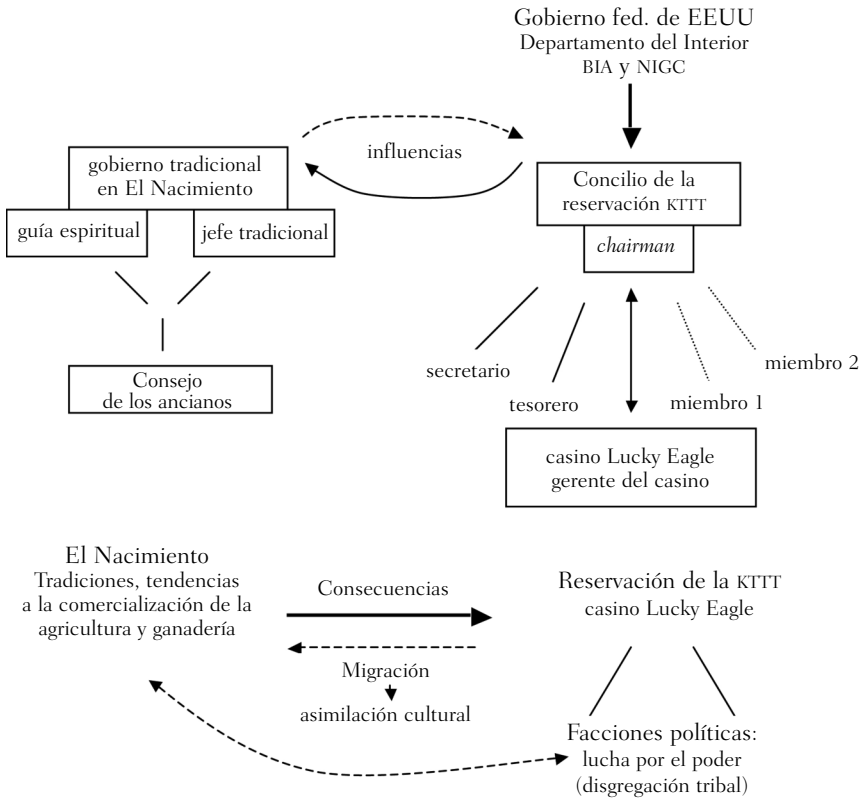 Gobierno fed. de EEUU
Departamento del Interior
BIA y NIGC
influencias
gobierno tradicional
en El Nacimiento
guía espiritual
jefe tradicional
Consejo
de los ancianos
Concilio de la
reservación KTTT
chairman
secretario
tesorero
miembro 1
miembro 2
casino Lucky Eagle
gerente del casino
El Nacimiento
Tradiciones, tendencias
a la comercialización de la
agricultura y ganadería
Consecuencias
Migración
asimilación cultural
Reservación de la KTTT
casino Lucky Eagle
Facciones políticas:
lucha por el poder
(disgregación tribal)